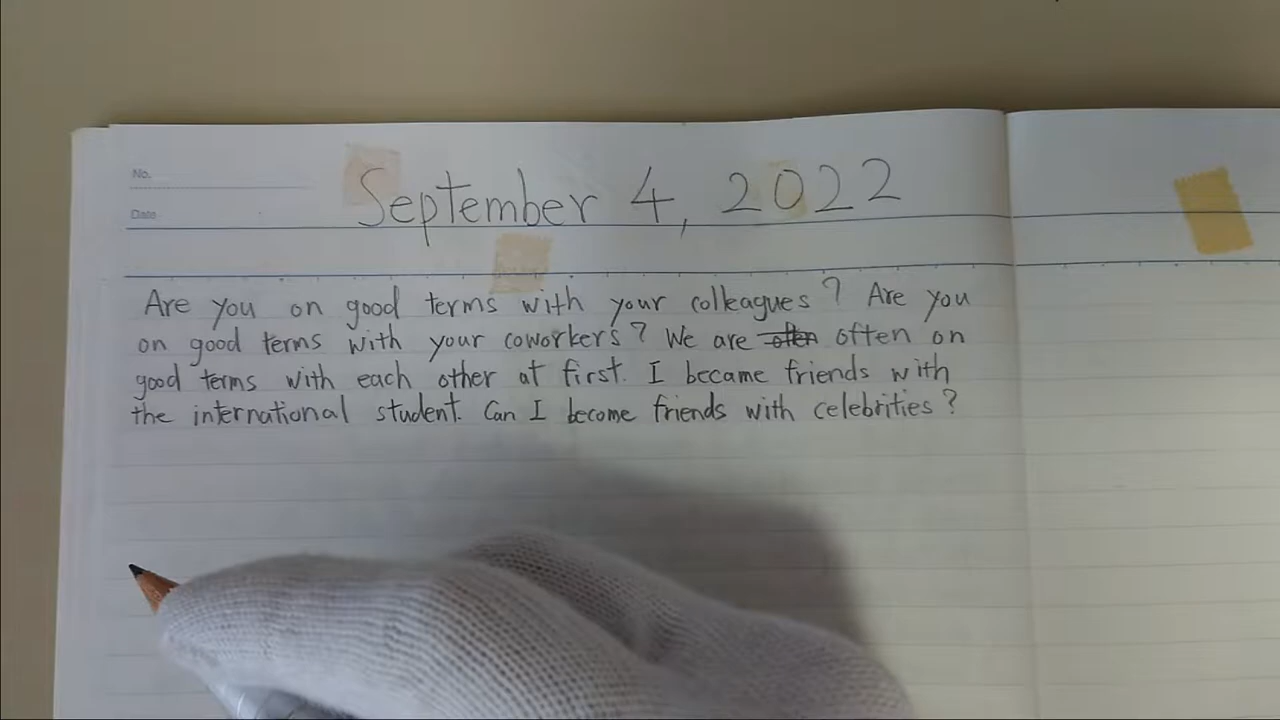 No.
Date
September 4, 2022
Are you on good terms with your colleagues? Are you
on good terms with your coworkers? We are often often on
good terms with each other at first. I became friends with
the international student. Can I become friends with celebrities?